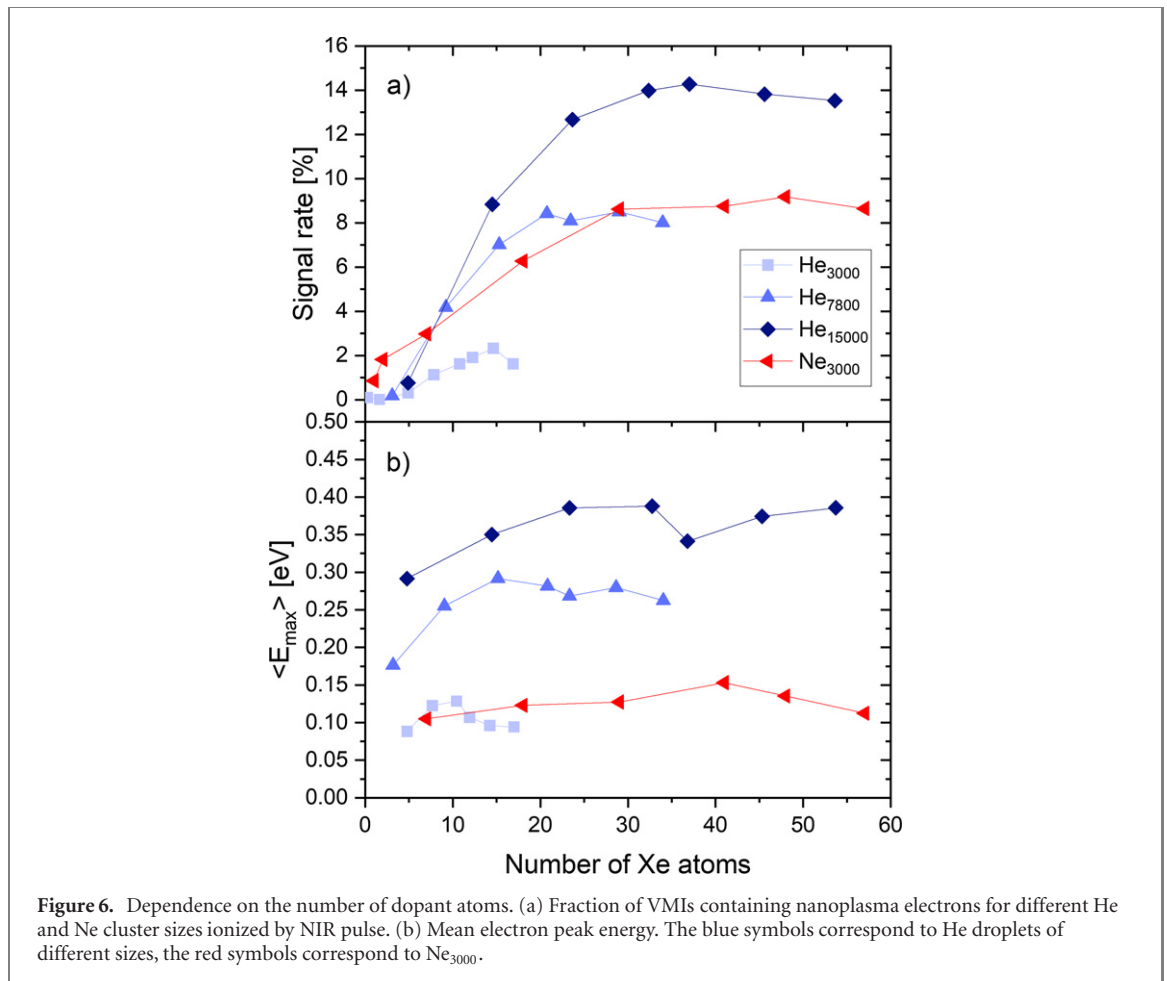 16
14
12
10
8
6
4
2
0
Signal rate [%]
a)
He3000
He7800
He15000
Ne3000
0.50
0.45
0.40
0.35
0.30
0.25
0.20
0.15
0.10
0.05
0.00
<Emax> [eV]
b)
0 10 20 30 40 50 60
Number of Xe atoms
Figure 6. Dependence on the number of dopant atoms. (a) Fraction of VMIs containing nanoplasma electrons for different He
and Ne cluster sizes ionized by NIR pulse. (b) Mean electron peak energy. The blue symbols correspond to He droplets of
different sizes, the red symbols correspond to Ne3000.